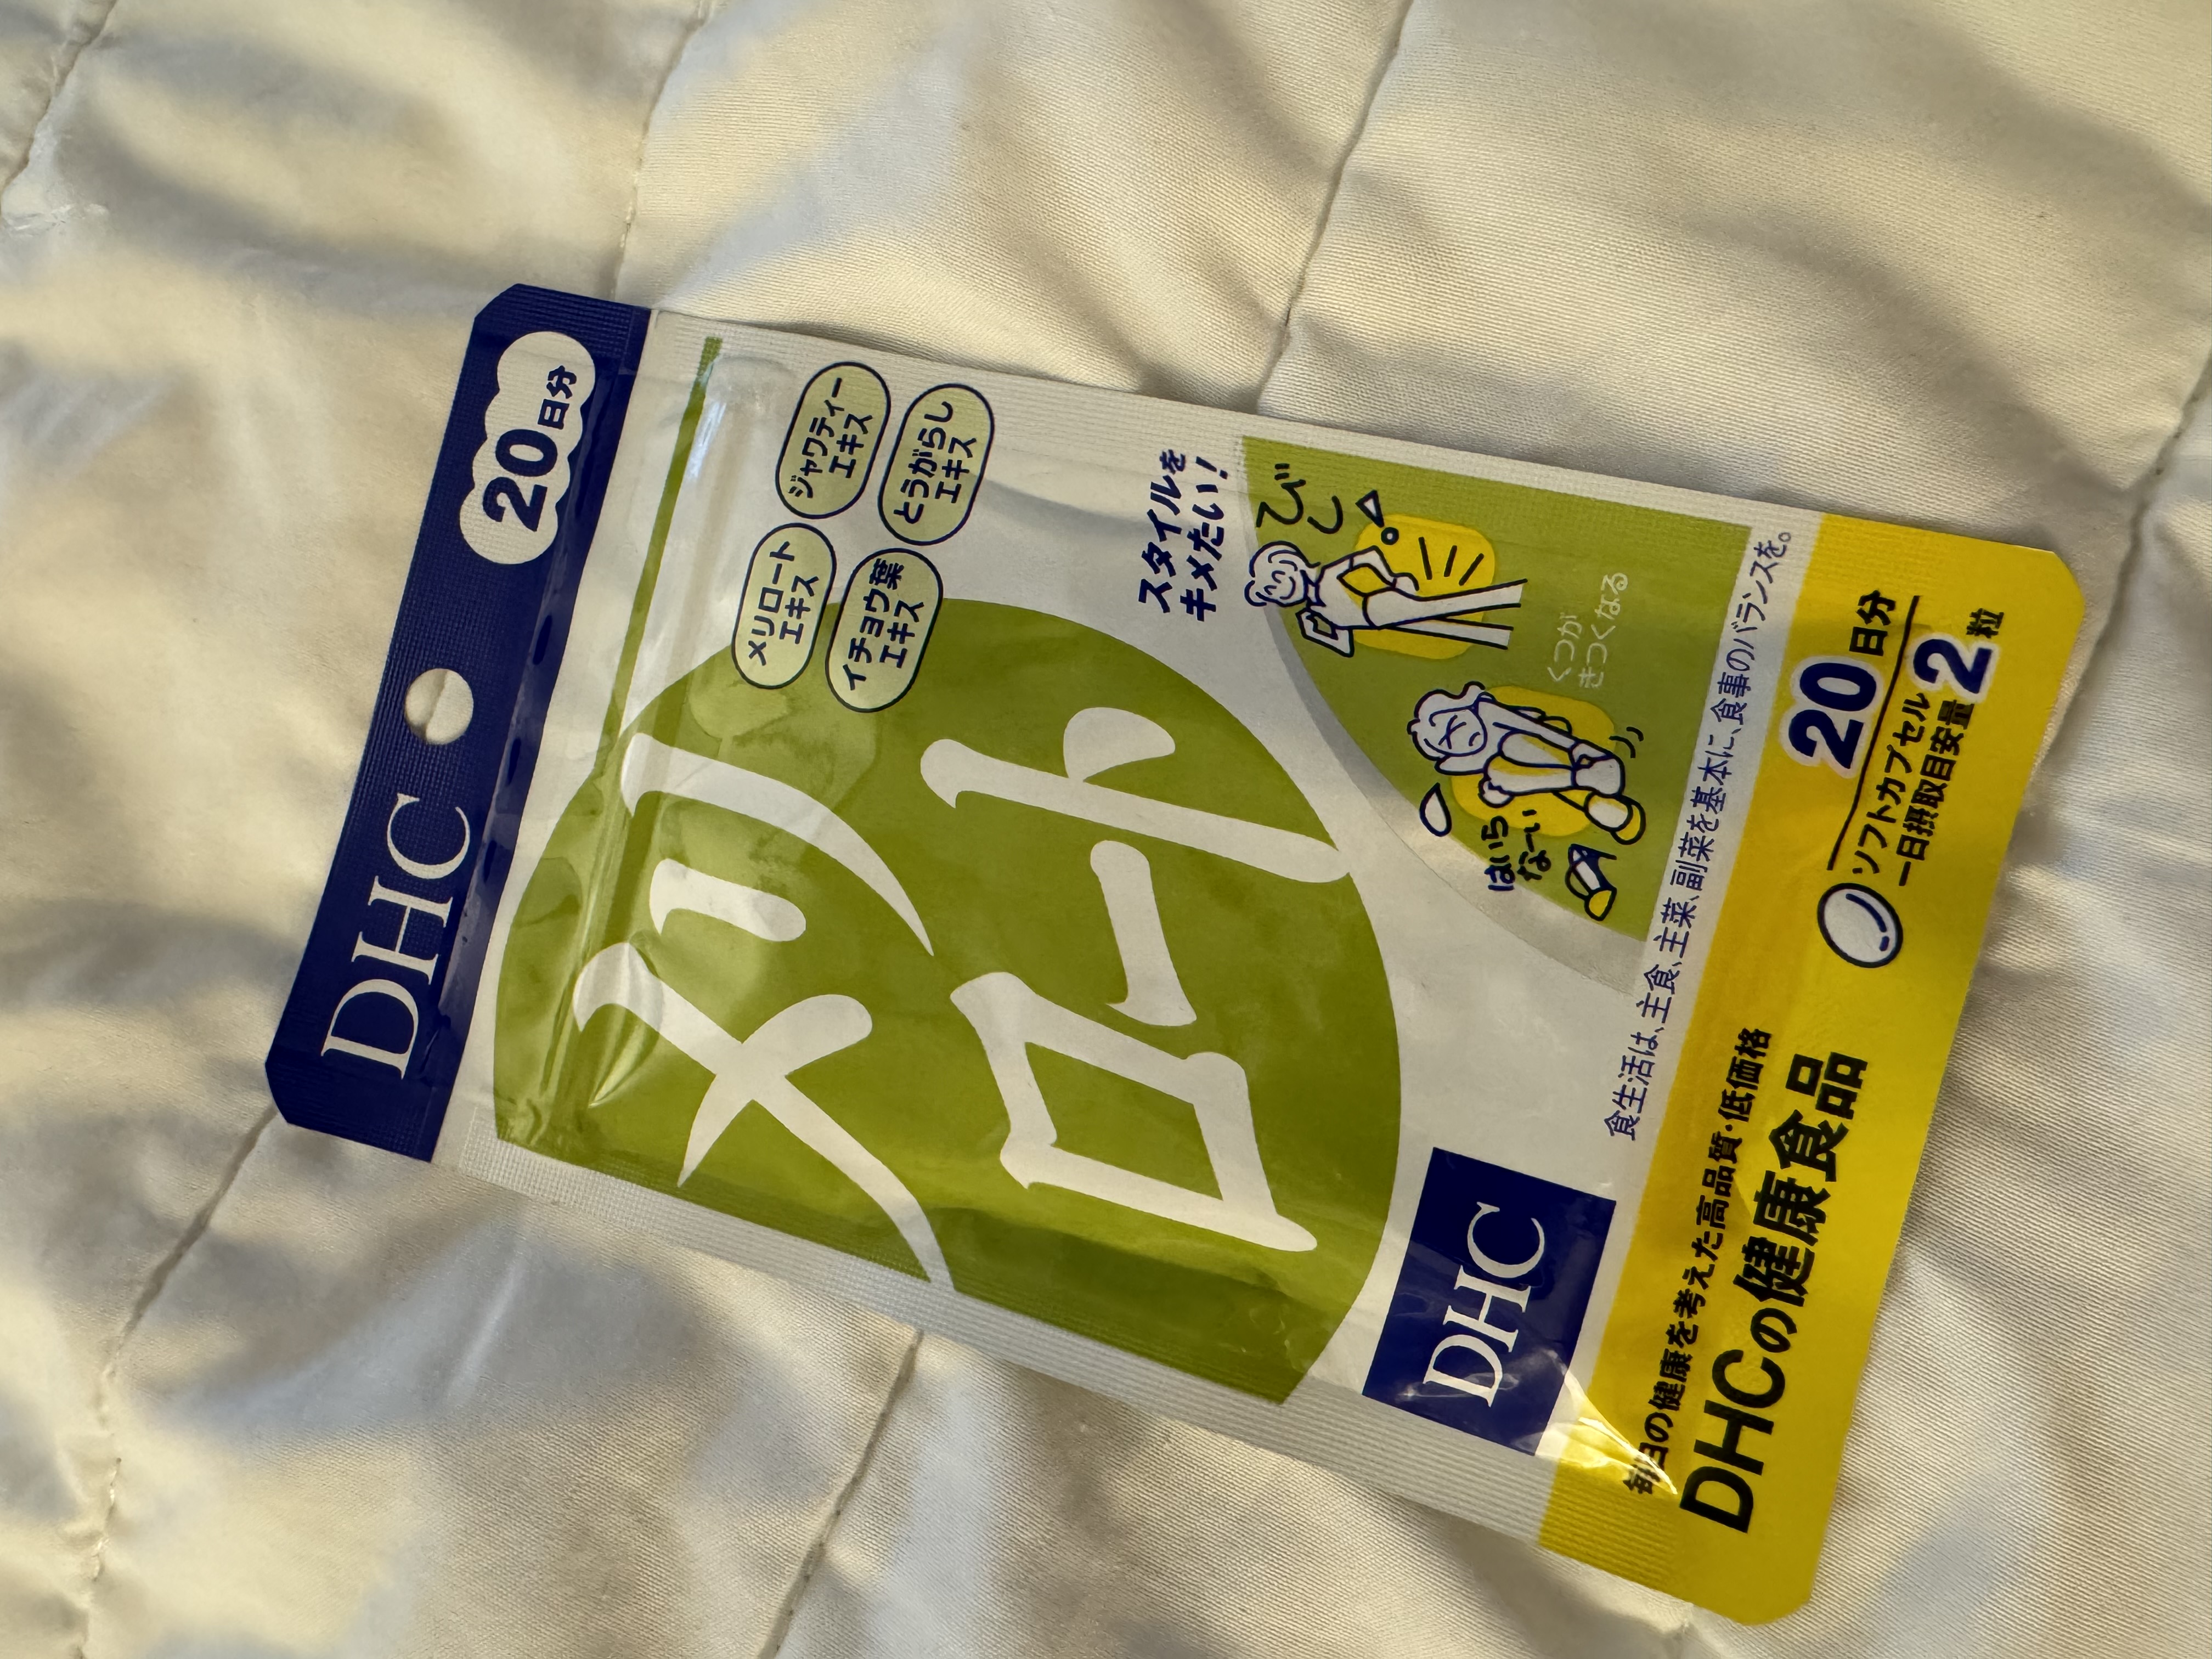 DHC
20日分
メリロート
エキス
ジャワティー
エキス
イチョウ葉
エキス
とうがらし
エキス
メリ
ロート
スタイルを
キメたい!
びしっ
はいら
なーい
くつが
きつくなる
DHC
食生活は、主食、主菜、副菜を基本に、食事のバランスを。
毎日の健康を考えた高品質・低価格
DHCの健康食品
20日分
ソフトカプセル
一日摂取目安量2粒